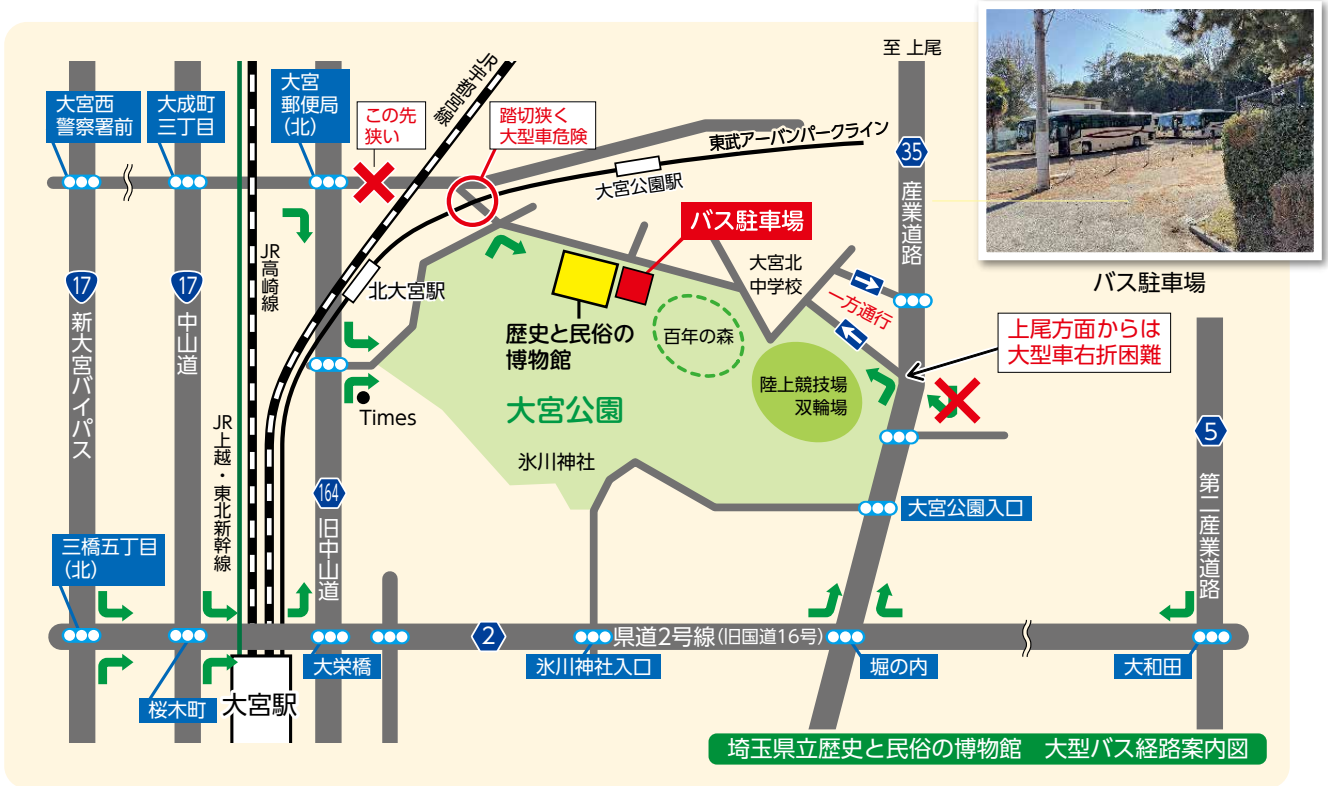 至 上尾
大宮西
警察署前
大成町
三丁目
大宮
郵便局
(北)
この先
狭い
JR宇都宮線
踏切狭く
大型車危険
東武アーバンパークライン
大宮公園駅
35
産業道路
バス駐車場
バス駐車場
大宮北
中学校
一方通行
JR高崎線
北大宮駅
17
新大宮バイパス
17
中山道
歴史と民俗の
博物館
百年の森
上尾方面からは
大型車右折困難
陸上競技場
双輪場
大宮公園
Times
氷川神社
JR上越・東北新幹線
164
旧中山道
5
第二産業道路
大宮公園入口
三橋五丁目
(北)
2
県道2号線(旧国道16号)
桜木町
大宮駅
大栄橋
氷川神社入口
堀の内
大和田
埼玉県立歴史と民俗の博物館 大型バス経路案内図